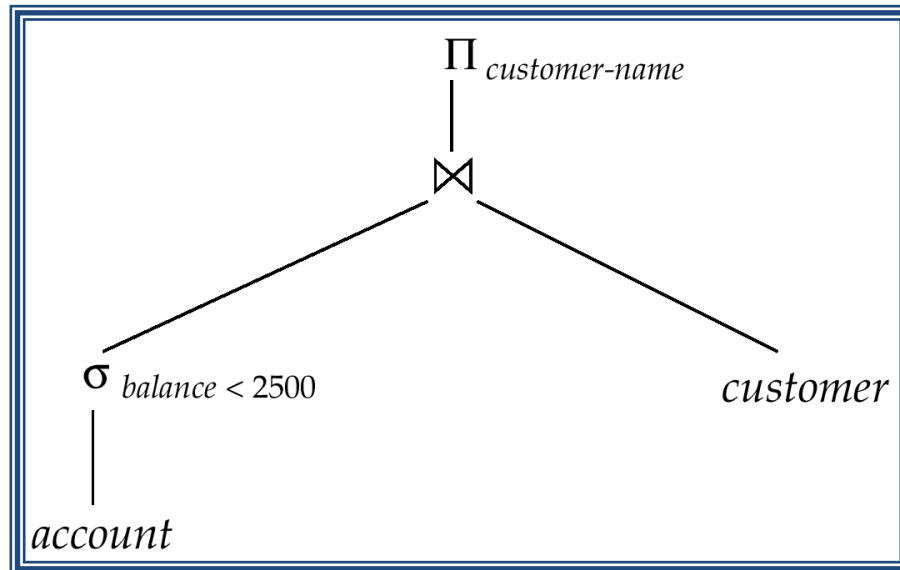 Π customer-name
⋈
σ balance < 2500
customer
account